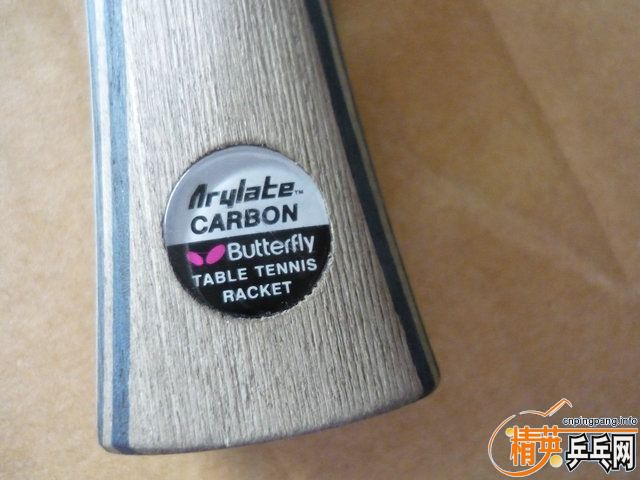 Arylate™
CARBON
Butterfly
TABLE TENNIS
RACKET
cnpingpang.info
精英乒乓网